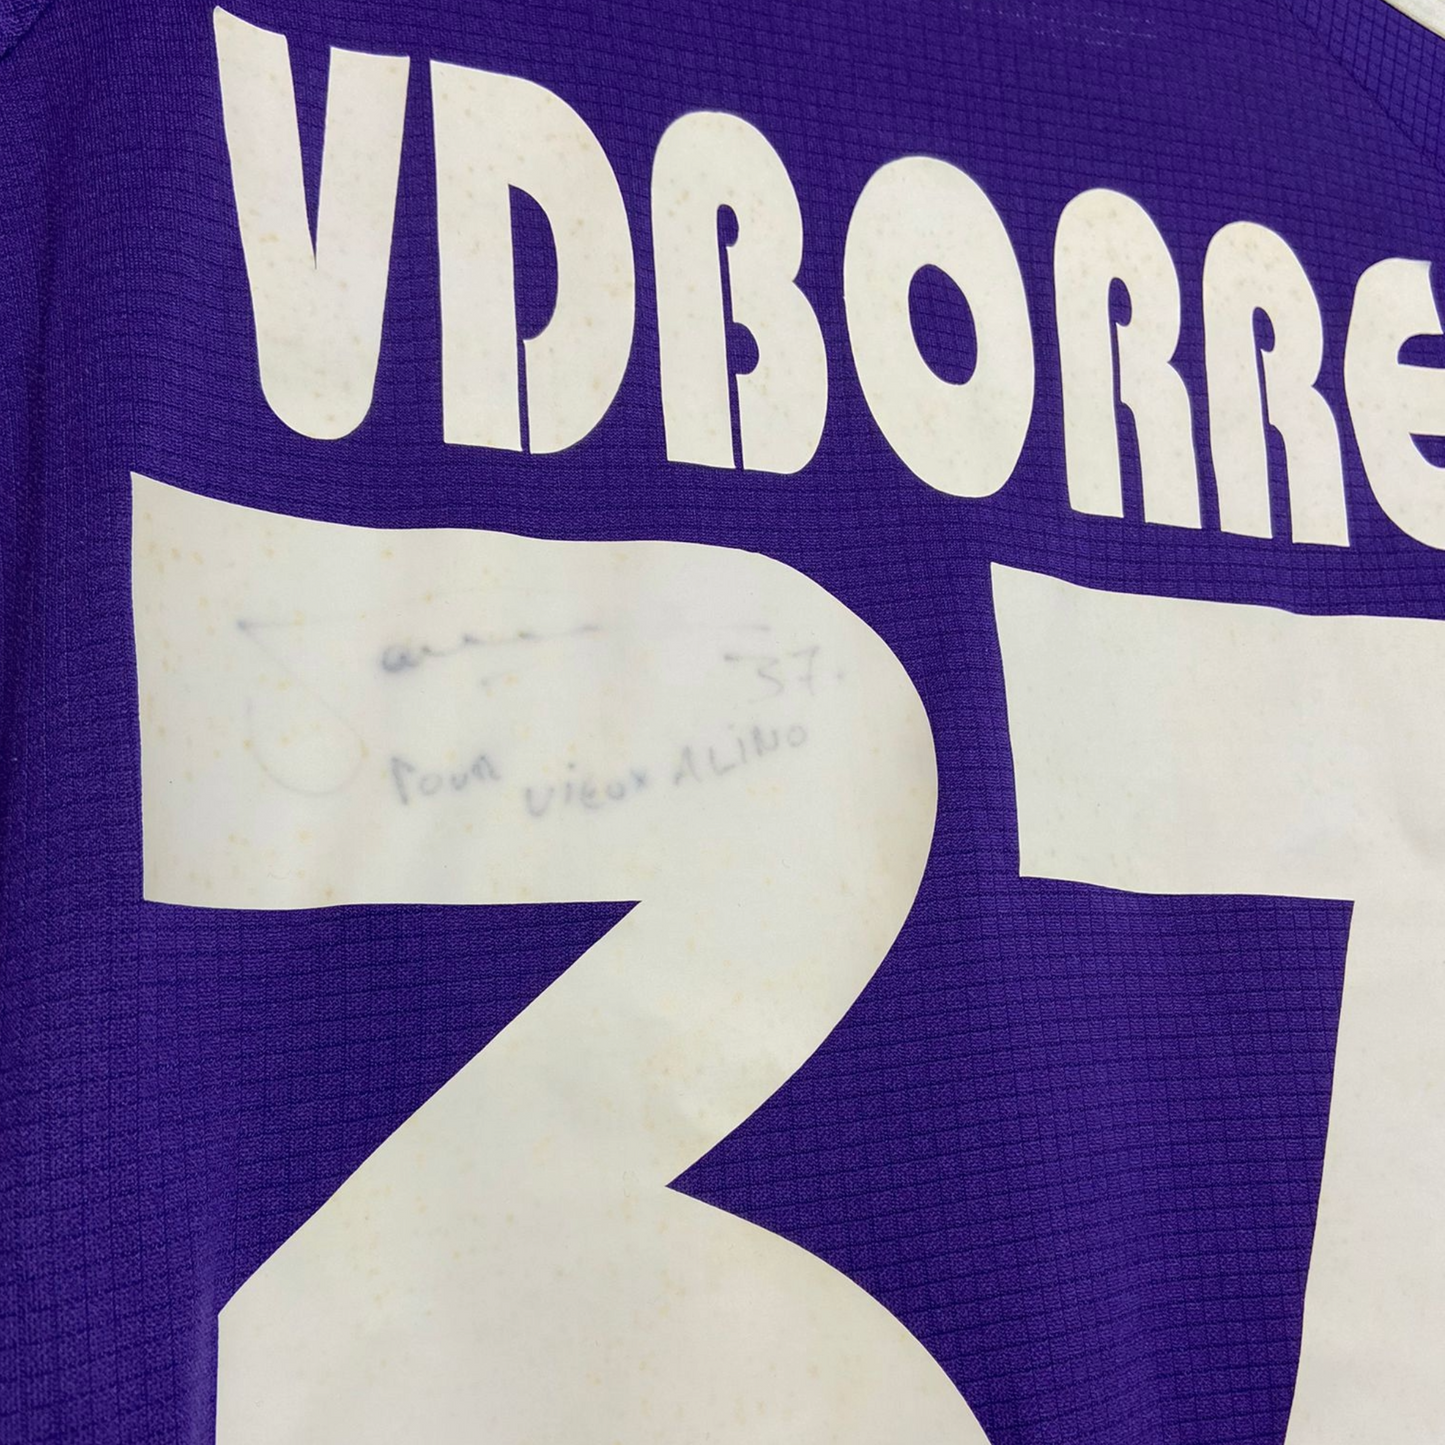 VDBORRE
37.
Pour vieux ALINO
37